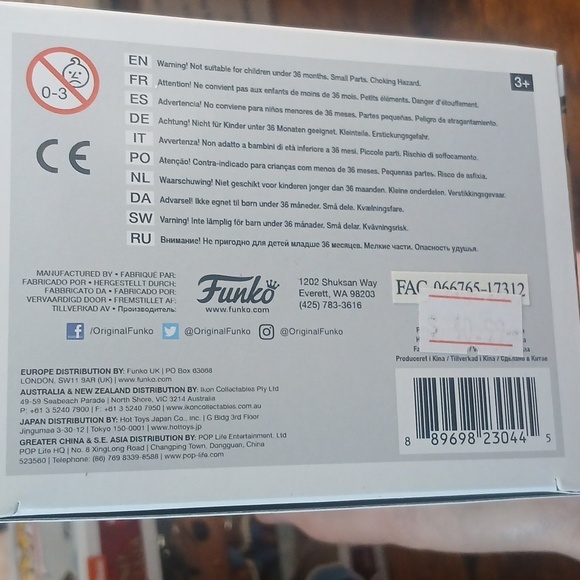 0-3
3+
EN Warning! Not suitable for children under 36 months. Small Parts. Choking Hazard.
FR Attention! Ne convient pas aux enfants de moins de 36 mois. Petits éléments. Danger d'étouffement.
ES Advertencia! No conviene para niños menores de 36 meses. Partes pequeñas. Peligro de atragantamiento.
DE Achtung! Nicht für Kinder unter 36 Monaten geeignet. Kleinteile. Erstickungsgefahr.
IT Avvertenza! Non adatto a bambini di età inferiore a 36 mesi. Piccole parti. Rischio di soffocamento.
PO Atenção! Contra-indicado para crianças com menos de 36 meses. Pequenas partes. Risco de asfixia.
NL Waarschuwing! Niet geschikt voor kinderen jonger dan 36 maanden. Kleine onderdelen. Verstikkingsgevaar.
DA Advarsel! Ikke egnet til børn under 36 måneder. Små dele. Kvælningsfare.
SW Varning! Inte lämplig för barn under 36 månader. Små delar. Kvävningsrisk.
RU Внимание! Не пригодно для детей младше 36 месяцев. Мелкие части. Опасность удушья.
CE
MANUFACTURED BY • FABRIQUÉ PAR:
FABRICADO POR • HERGESTELLT DURCH:
FABBRICATO DA • FABRICADO POR:
VERVAARDIGD DOOR • FREMSTILLET AF:
TILLVERKAD AV • ПРОИЗВОДИТЕЛЬ:
Funko
www.funko.com
1202 Shuksan Way
Everett, WA 98203
(425) 783-3616
FAC 066765-17312
Produceret i Kina / Tillverkad i Kina / Сделано в Китае
f /OriginalFunko @OriginalFunko @OriginalFunko
EUROPE DISTRIBUTION BY: Funko UK | PO Box 63068
LONDON, SW11 9AR (UK) | www.funko.com
AUSTRALIA & NEW ZEALAND DISTRIBUTION BY: Ikon Collectables Pty Ltd
49-59 Seabeach Parade | North Shore, VIC 3214 Australia
P: +61 3 5240 7900 | F: +61 3 5240 7950 | www.ikoncollectables.com.au
JAPAN DISTRIBUTION BY: Hot Toys Japan Co., Inc. | G Bldg 3rd Floor
Jingumae 3-30-12 | Tokyo 150-0001 | www.hottoys.jp
GREATER CHINA & S.E. ASIA DISTRIBUTION BY: POP Life Entertainment, Ltd
POP Life HQ | No. 8 XingLong Road | Changping Town, Dongguan, China
523560 | Telephone: (86) 769 8339-8588 | www.pop-life.com
8 89698 23044 5